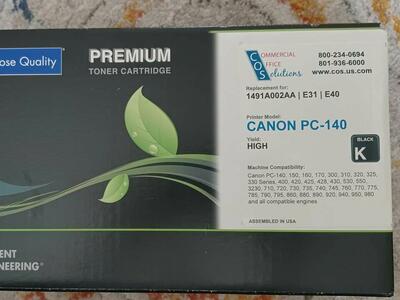 ose Quality
PREMIUM
TONER CARTRIDGE
COS
COMMERCIAL
OFFICE
Solutions
800-234-0694
801-936-6000
www.cos.us.com
Replacement for:
1491A002AA | E31 | E40
Printer Model:
CANON PC-140
Yield:
HIGH
BLACK
K
Machine Compatibility:
Canon PC-140, 150, 160, 170, 300, 310, 320, 325,
330 Series, 400, 420, 425, 428, 430, 530, 550,
3230, 710, 720, 730, 735, 740, 745, 760, 770, 775,
785, 790, 795, 860, 880, 890, 920, 940, 950, 980
and all compatible engines
ASSEMBLED IN USA
ENT
NEERING®